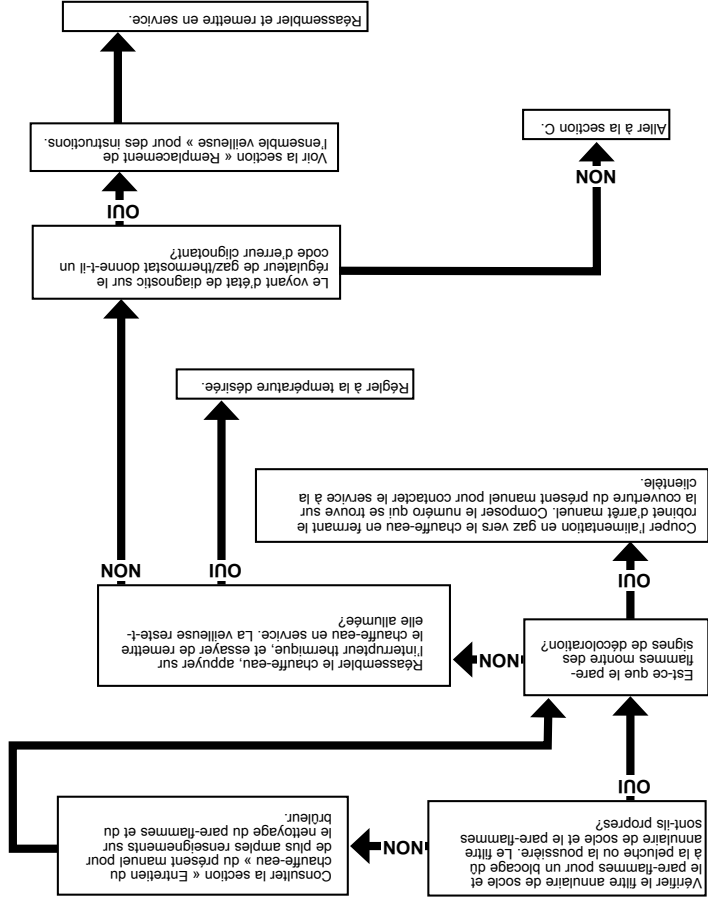 Vérifier le filtre annulaire de socle et
le pare-flammes pour un blocage dû
à la peluche ou la poussière. Le filtre
annulaire de socle et le pare-flammes
sont-ils propres?
NON
Consulter la section « Entretien du
chauffe-eau » du présent manuel pour
de plus amples renseignements sur
le nettoyage du pare-flammes et du
brûleur.
OUI
Est-ce que le pare-
flammes montre des
signes de décoloration?
NON
Réassembler le chauffe-eau, appuyer sur
l'interrupteur thermique, et essayer de remettre
le chauffe-eau en service. La veilleuse reste-t-
elle allumée?
OUI
Couper l'alimentation en gaz vers le chauffe-eau en fermant le
robinet d'arrêt manuel. Composer le numéro qui se trouve sur
la couverture du présent manuel pour contacter le service à la
clientèle.
OUI
Régler à la température désirée.
NON
Le voyant d'état de diagnostic sur le
régulateur de gaz/thermostat donne-t-il un
code d'erreur clignotant?
OUI
Voir la section « Remplacement de
l'ensemble veilleuse » pour des instructions.
NON
Aller à la section C.
Réassembler et remettre en service.